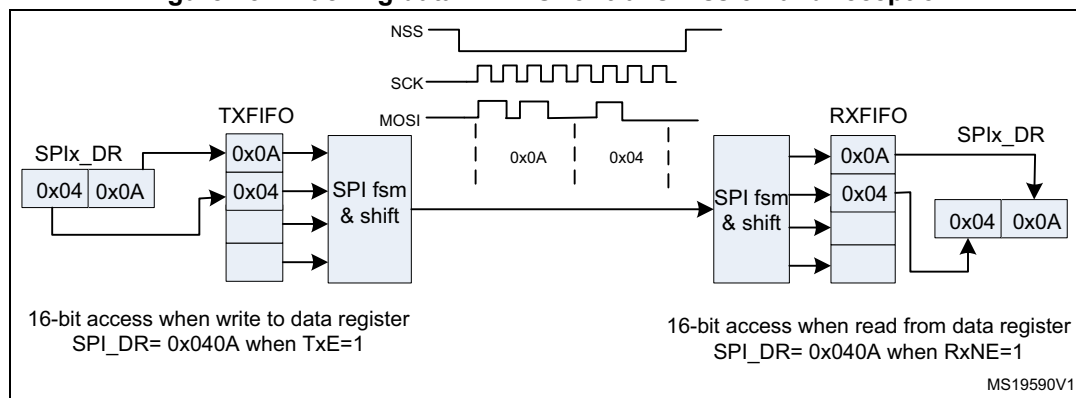 NSS
SCK
MOSI
TXFIFO
RXFIFO
SPIx_DR
SPIx_DR
0x04 0x0A
0x0A
0x04
SPI fsm
& shift
0x0A 0x04
SPI fsm
& shift
0x0A
0x04
0x04 0x0A
16-bit access when write to data register
SPI_DR= 0x040A when TxE=1
16-bit access when read from data register
SPI_DR= 0x040A when RxNE=1
MS19590V1